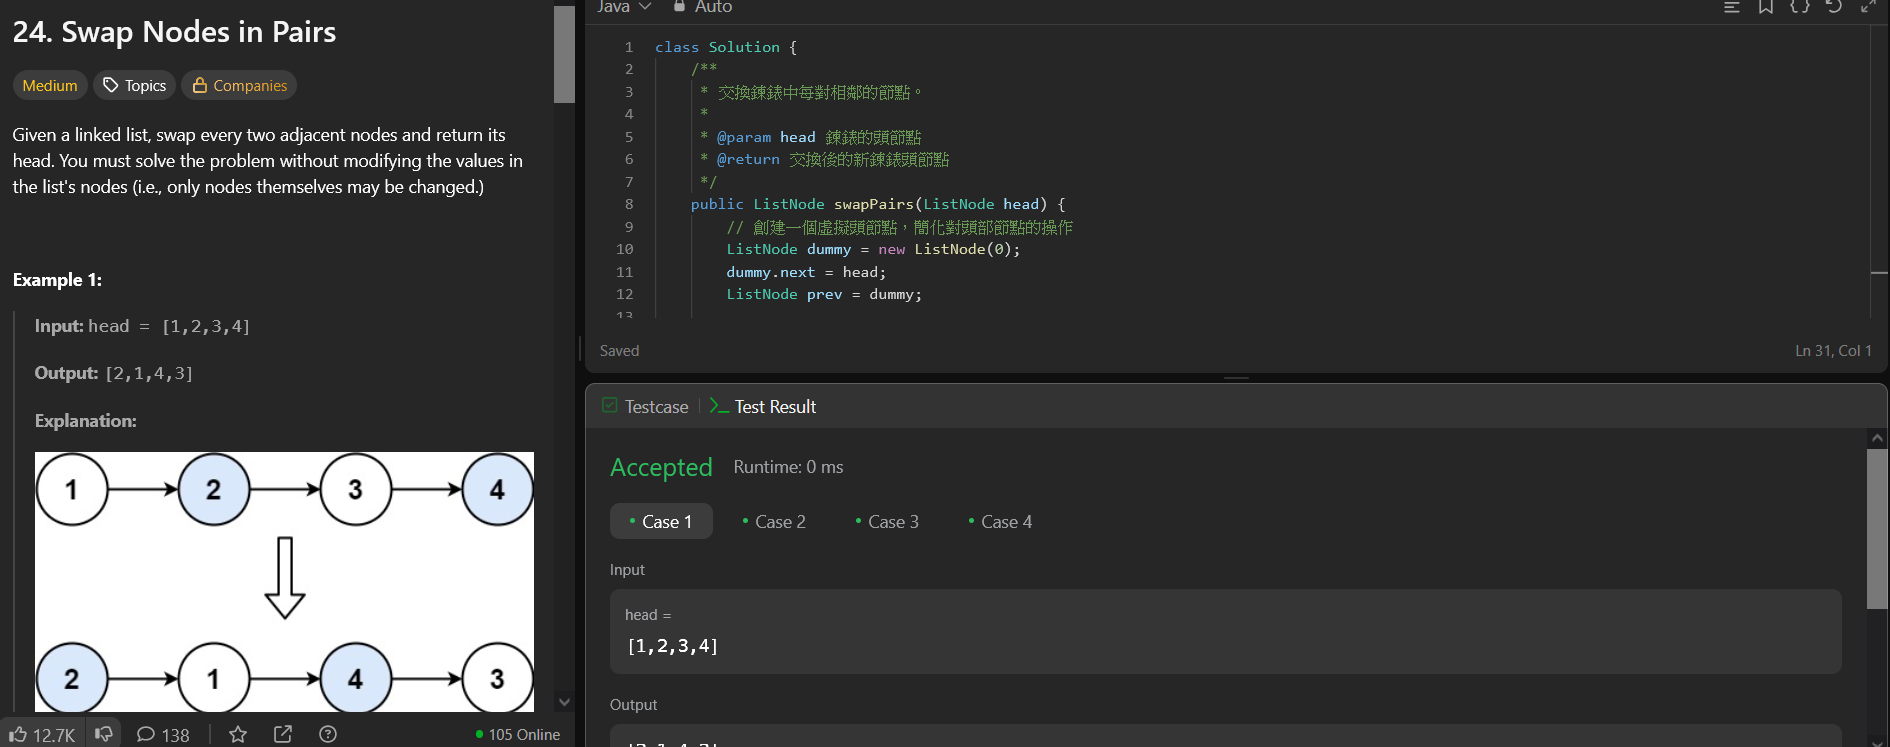 24. Swap Nodes in Pairs
Medium Topics Companies
Given a linked list, swap every two adjacent nodes and return its
head. You must solve the problem without modifying the values in
the list's nodes (i.e., only nodes themselves may be changed.)
Example 1:
Input: head = [1,2,3,4]
Output: [2,1,4,3]
Explanation:
1 2 3 4
2 1 4 3
12.7K 138 105 Online
Java Auto
1 class Solution {
2 /**
3 * 交換鍊錶中每對相鄰的節點。
4 *
5 * @param head 鍊錶的頭節點
6 * @return 交換後的新鍊錶頭節點
7 */
8 public ListNode swapPairs(ListNode head) {
9 // 創建一個虛擬頭節點，簡化對頭部節點的操作
10 ListNode dummy = new ListNode(0);
11 dummy.next = head;
12 ListNode prev = dummy;
13
Saved Ln 31, Col 1
Testcase Test Result
Accepted Runtime: 0 ms
Case 1 Case 2 Case 3 Case 4
Input
head =
[1,2,3,4]
Output
[2,1,4,3]